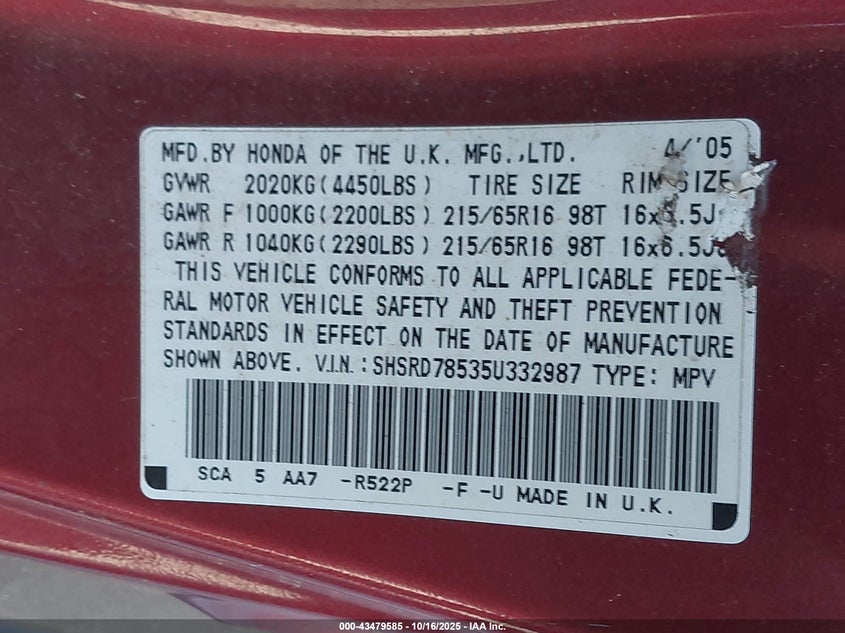 MFD.BY HONDA OF THE U.K. MFG.,LTD. 4/'05
GVWR 2020KG(4450LBS) TIRE SIZE RIM SIZE
GAWR F 1000KG(2200LBS) 215/65R16 98T
GAWR R 1040KG(2290LBS) 215/65R16 98T
THIS VEHICLE CONFORMS TO ALL APPLICABLE FEDE-
RAL MOTOR VEHICLE SAFETY AND THEFT PREVENTION
STANDARDS IN EFFECT ON THE DATE OF MANUFACTURE
SHOWN ABOVE. V.I.N.:SHSRD78535U332987 TYPE: MPV
SCA 5 AA7 -R522P -F -U MADE IN U.K.
000-43479585 - 10/16/2025 - IAA Inc.